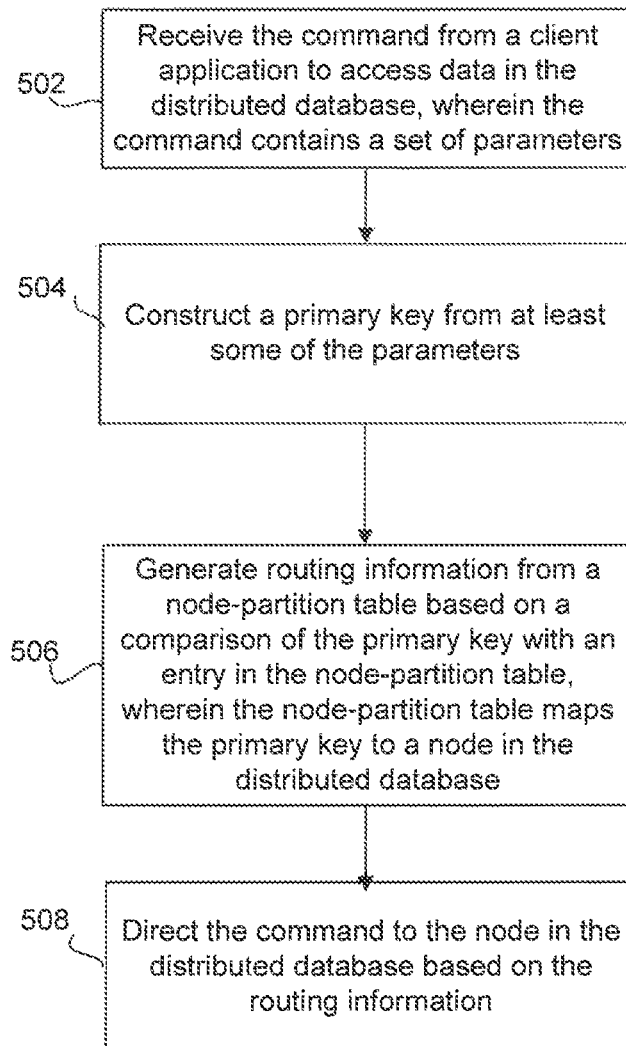 502
Receive the command from a client
application to access data in the
distributed database, wherein the
command contains a set of parameters
504
Construct a primary key from at least
some of the parameters
506
Generate routing information from a
node-partition table based on a
comparison of the primary key with an
entry in the node-partition table,
wherein the node-partition table maps
the primary key to a node in the
distributed database
508
Direct the command to the node in the
distributed database based on the
routing information